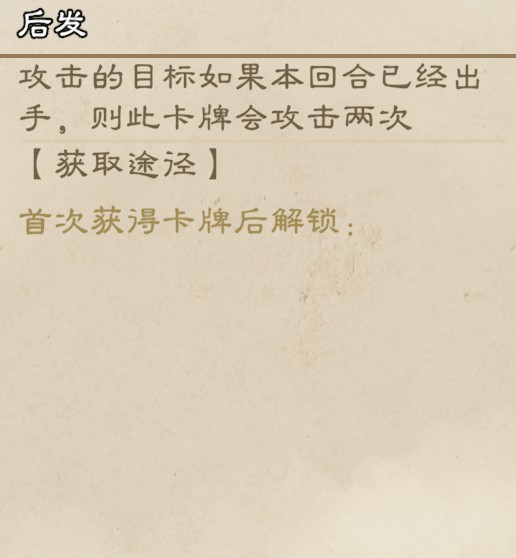 后发
攻击的目标如果本回合已经出
手，则此卡牌会攻击两次
【获取途径】
首次获得卡牌后解锁：